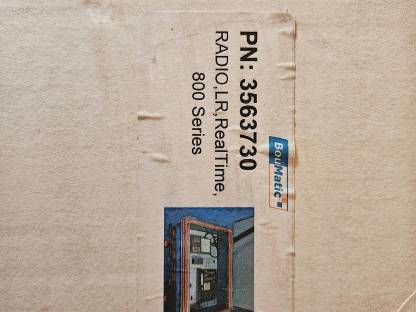 BouMatic
PN: 3563730
RADIO,LR,RealTime,
800 Series